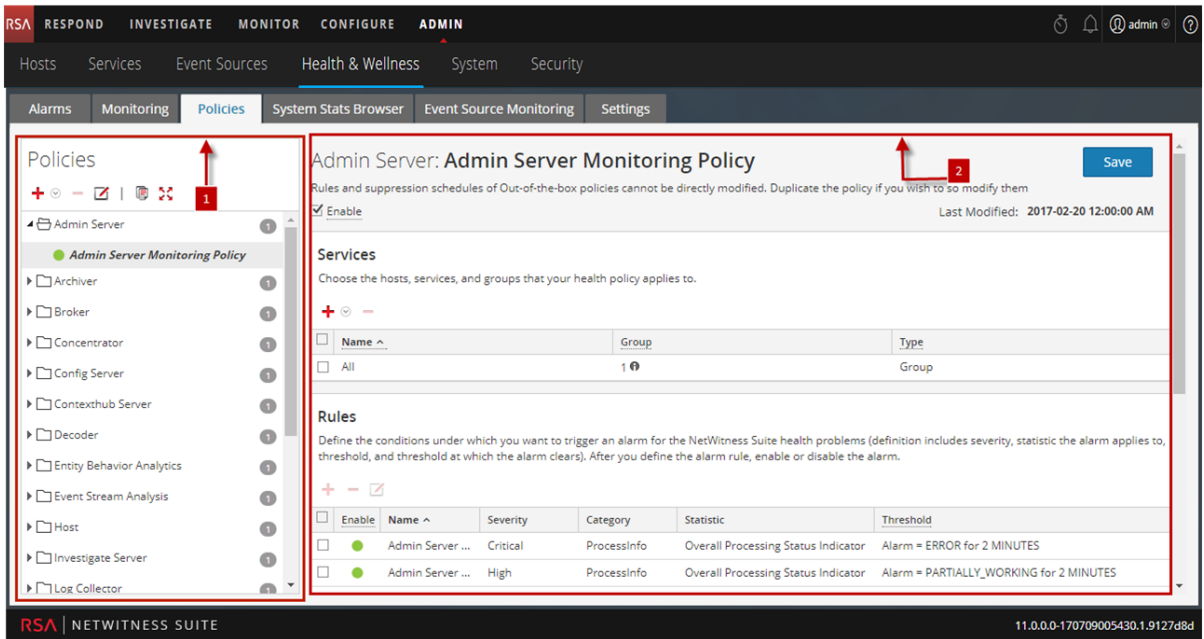 RSA RESPOND INVESTIGATE MONITOR CONFIGURE ADMIN admin ?
Hosts Services Event Sources Health & Wellness System Security
Alarms Monitoring Policies System Stats Browser Event Source Monitoring Settings
Policies
1
Admin Server 1
Admin Server Monitoring Policy
Archiver 1
Broker 1
Concentrator 1
Config Server 1
Contexthub Server 1
Decoder 1
Entity Behavior Analytics 1
Event Stream Analysis 1
Host 1
Investigate Server 1
Log Collector
Admin Server: Admin Server Monitoring Policy
2
Save
Rules and suppression schedules of Out-of-the-box policies cannot be directly modified. Duplicate the policy if you wish to so modify them
Enable
Last Modified: 2017-02-20 12:00:00 AM
Services
Choose the hosts, services, and groups that your health policy applies to.
Name Group Type
All 1 Group
Rules
Define the conditions under which you want to trigger an alarm for the NetWitness Suite health problems (definition includes severity, statistic the alarm applies to,
threshold, and threshold at which the alarm clears). After you define the alarm rule, enable or disable the alarm.
Enable Name Severity Category Statistic Threshold
Admin Server ... Critical ProcessInfo Overall Processing Status Indicator Alarm = ERROR for 2 MINUTES
Admin Server ... High ProcessInfo Overall Processing Status Indicator Alarm = PARTIALLY_WORKING for 2 MINUTES
RSA | NETWITNESS SUITE
11.0.0.0-170709005430.1.9127d8d